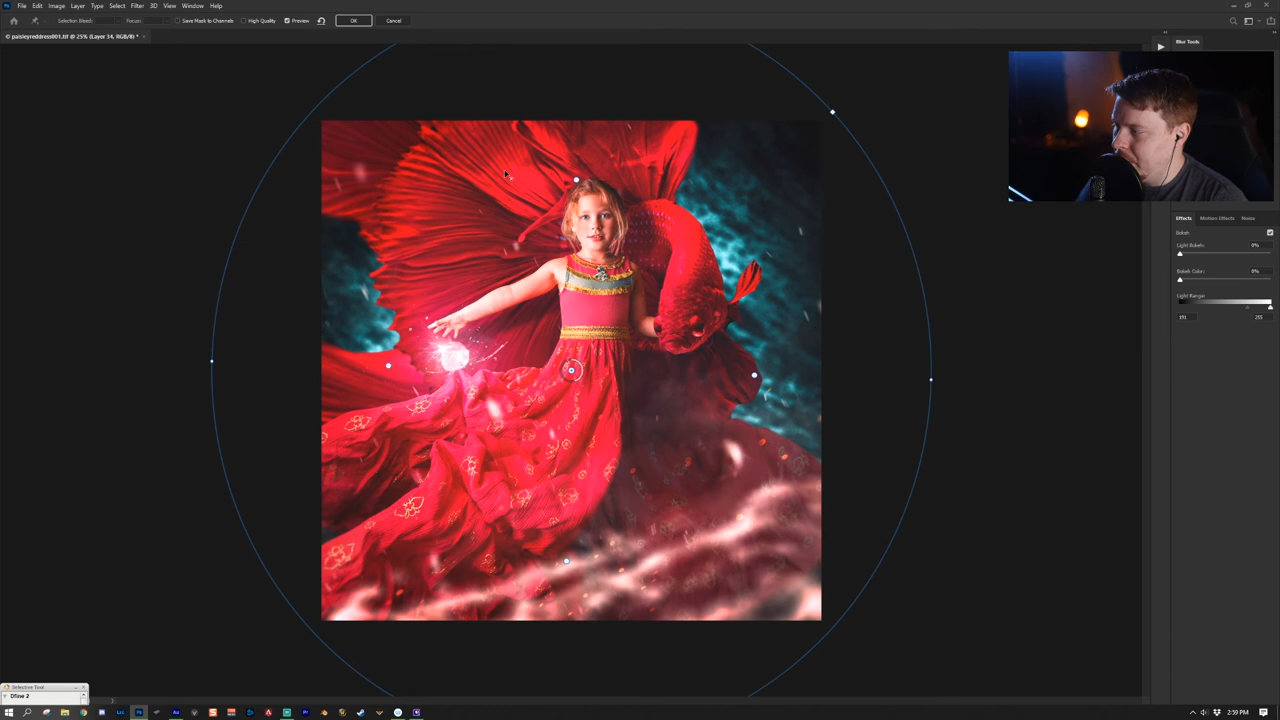 Ps File Edit Image Layer Type Select Filter 3D View Window Help
Selection Bleed: Focus: Save Mask to Channels High Quality Preview OK Cancel
© paisleyreddress001.tif @ 25% (Layer 34, RGB/8) * ×
Blur Tools
Effects Motion Effects Noise
Bokeh
Light Bokeh: 0%
Bokeh Color: 0%
Light Range:
191 255
Selective Tool
Dfine 2
2:59 PM